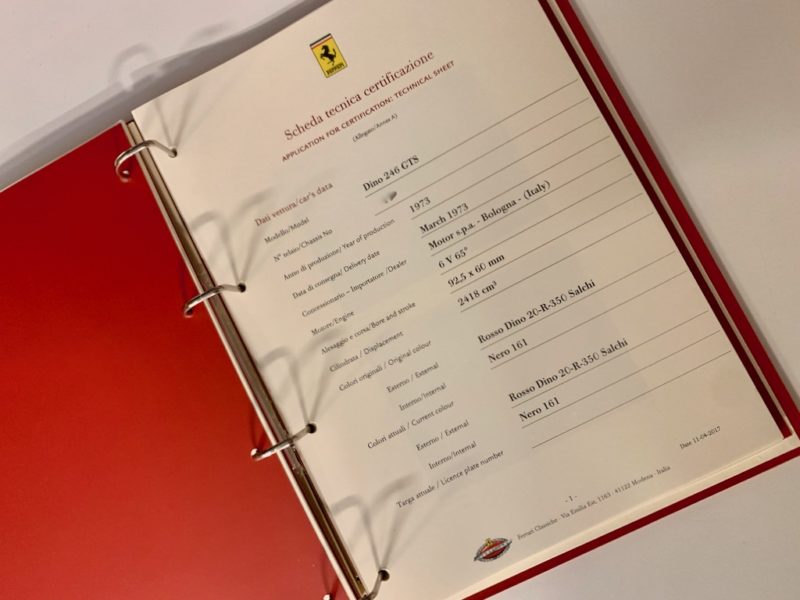 Ferrari
Scheda tecnica certificazione
APPLICATION FOR CERTIFICATION: TECHNICAL SHEET
(Allegato/Annex A)
Dati vettura/car's data
Modello/Model Dino 246 GTS
N° telaio/Chassis No
Anno di produzione/Year of production 1973
Data di consegna/ Delivery date March 1973
Concessionario – Importatore /Dealer Motor s.p.a. - Bologna - (Italy)
Motore/Engine 6 V 65°
Alesaggio e corsa/Bore and stroke 92,5 x 60 mm
Cilindrata / Displacement 2418 cm³
Colori originali / Original colour
Esterno / External Rosso Dino 20-R-350 Salchi
Interno/Internal Nero 161
Colori attuali / Current colour
Esterno / External Rosso Dino 20-R-350 Salchi
Interno/Internal Nero 161
Targa attuale / Licence plate number
Date 11-04-2017
- 1 -
Ferrari Classiche - Via Emilia Est, 1163 - 41122 Modena - Italia